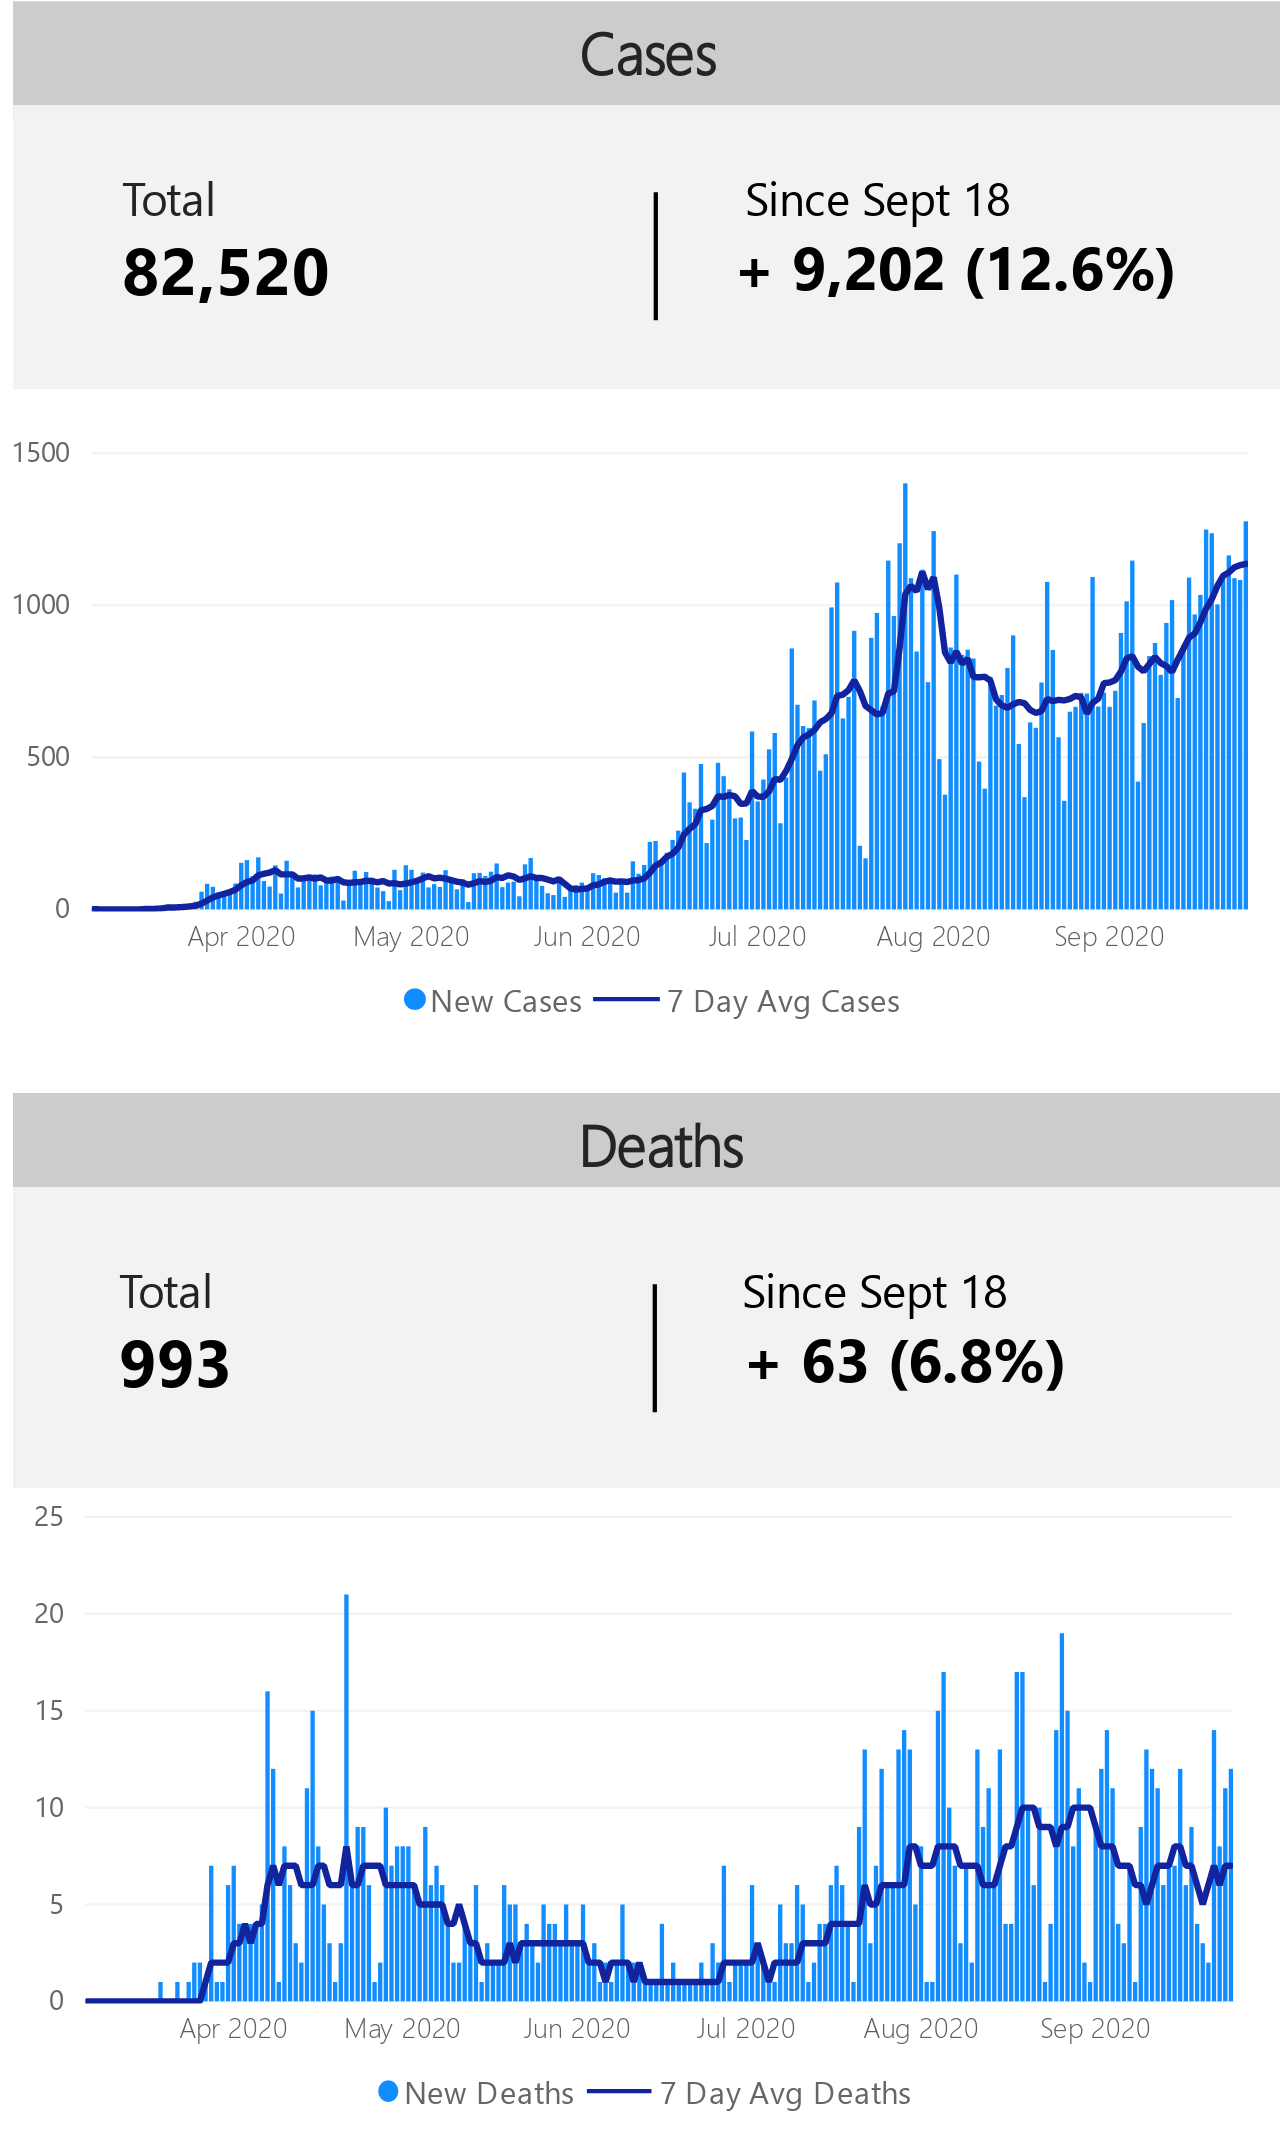 Cases
Total
Since Sept 18
82,520
+ 9,202 (12.6%)
1500
1000
500
0
Apr 2020
May 2020
Jun 2020
Jul 2020
Aug 2020
Sep 2020
New Cases
7 Day Avg Cases
Deaths
Total
Since Sept 18
993
+ 63 (6.8%)
25
20
15
10
5
0
Apr 2020
May 2020
Jun 2020
Jul 2020
Aug 2020
Sep 2020
New Deaths
7 Day Avg Deaths